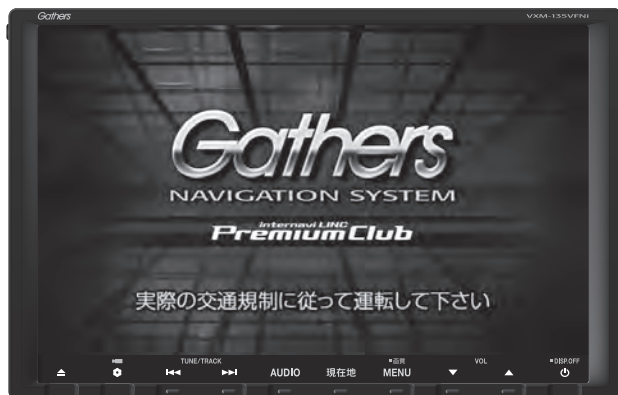 Gathers
VXM-135VFNi
Gathers
NAVIGATION SYSTEM
internavi LINC
Premium Club
実際の交通規制に従って運転して下さい
TUNE/TRACK
■画質
VOL
■DISP.OFF
AUDIO
現在地
MENU